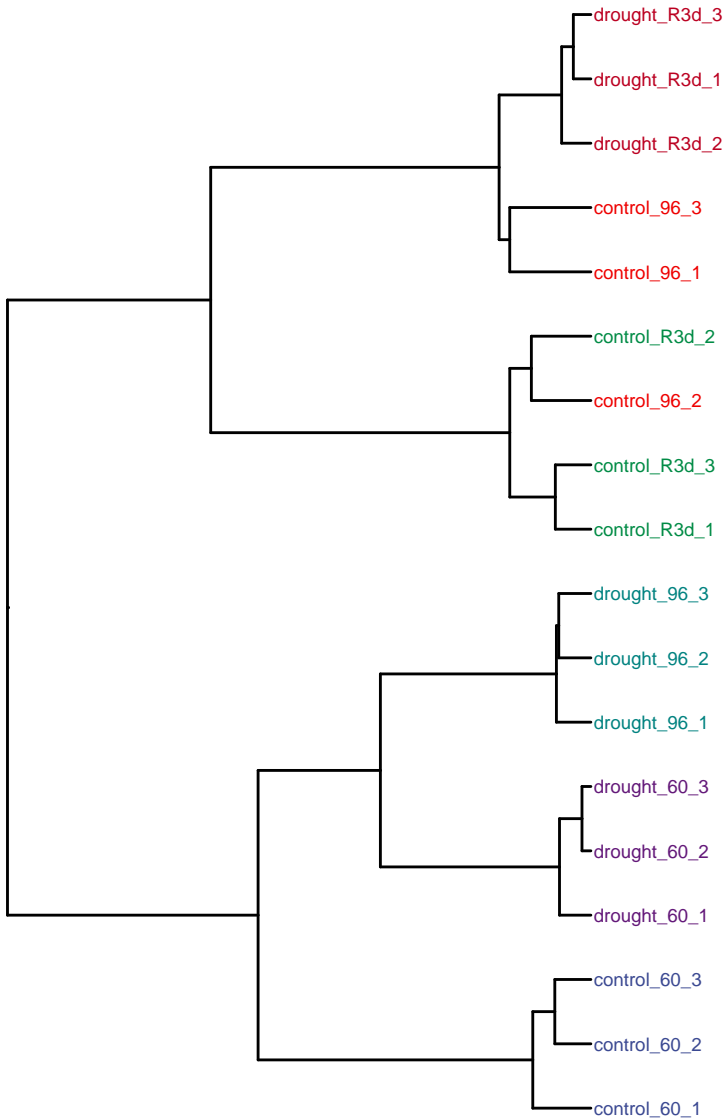 drought_R3d_3
drought_R3d_1
drought_R3d_2
control_96_3
control_96_1
control_R3d_2
control_96_2
control_R3d_3
control_R3d_1
drought_96_3
drought_96_2
drought_96_1
drought_60_3
drought_60_2
drought_60_1
control_60_3
control_60_2
control_60_1